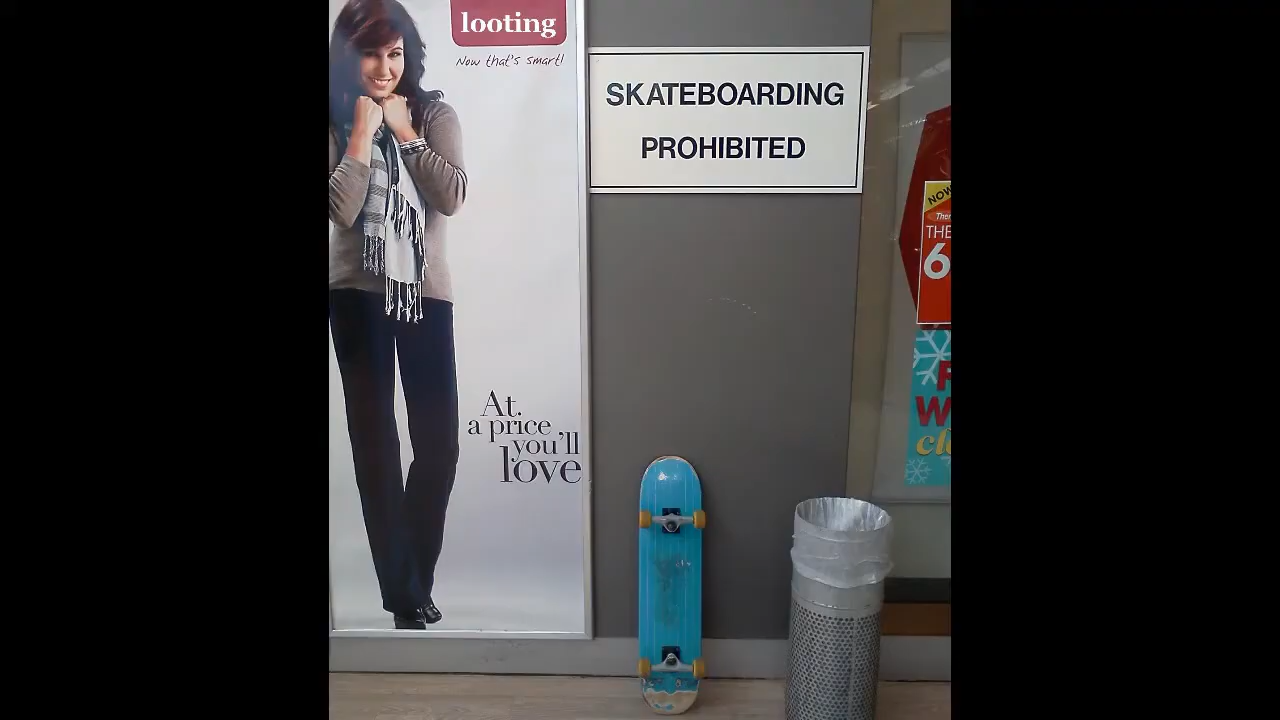 looting
Now that's smart!
At.
a price
you'll
love
SKATEBOARDING
PROHIBITED
NOW
THE
6